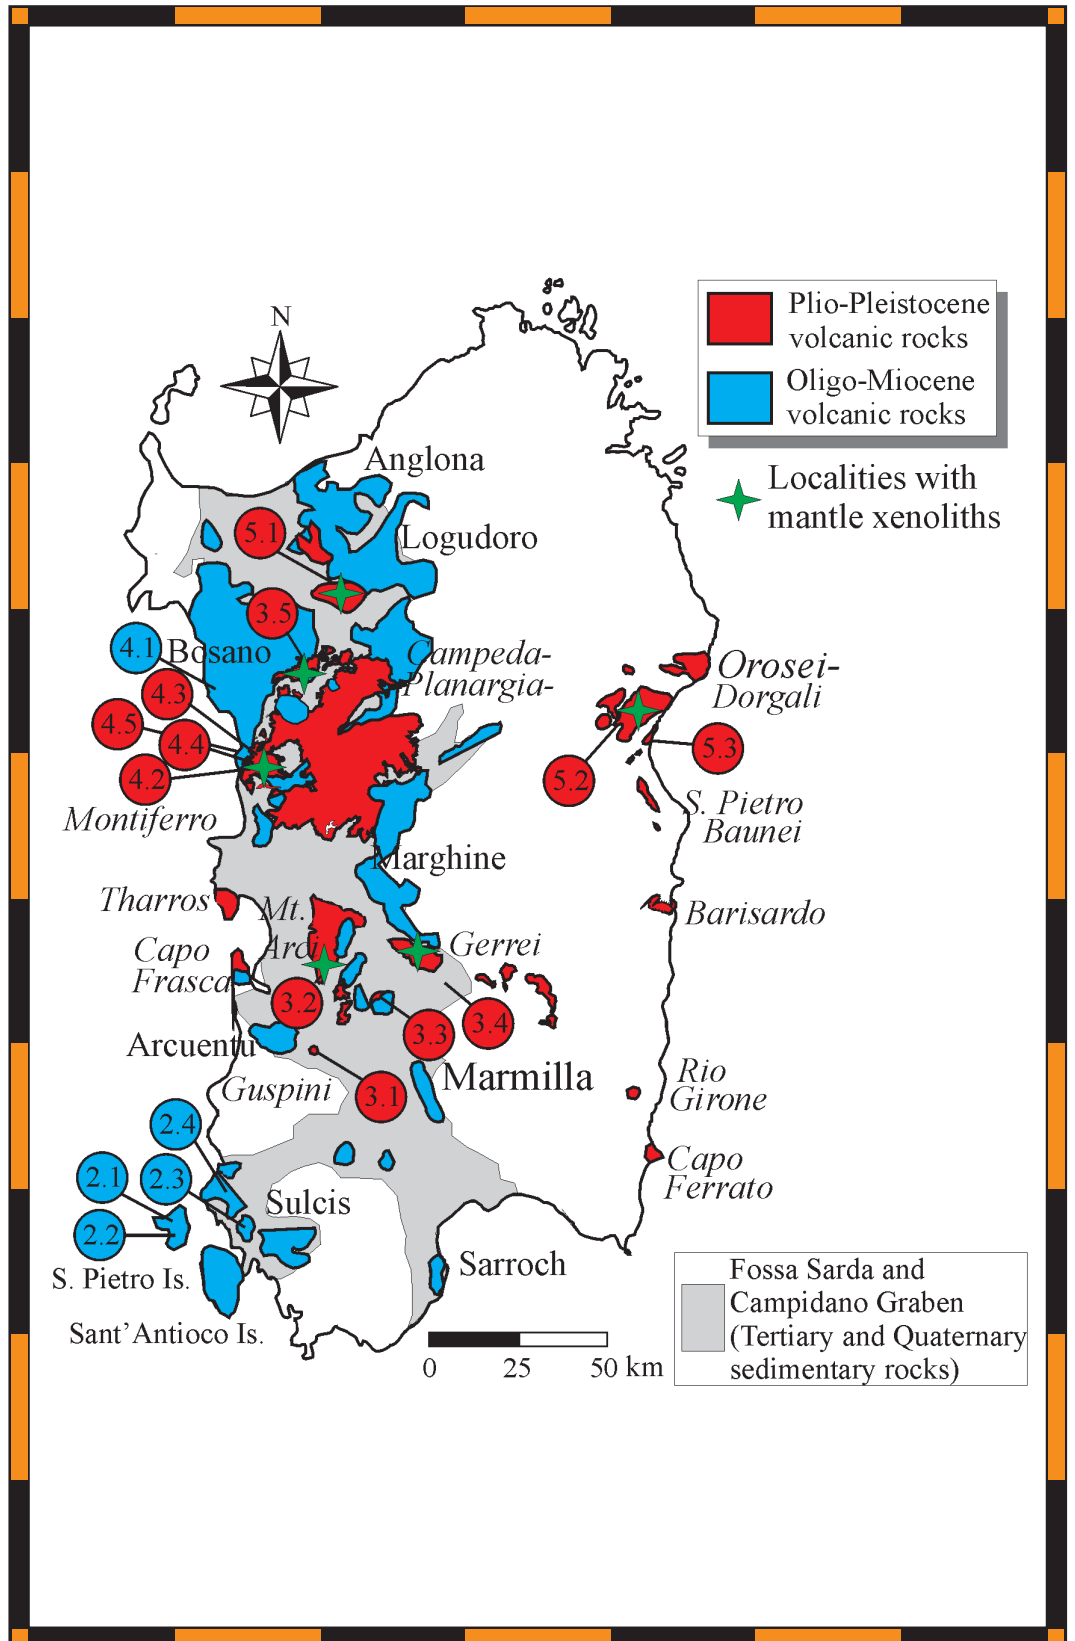 N
Plio-Pleistocene
volcanic rocks
Oligo-Miocene
volcanic rocks
Localities with
mantle xenoliths
Anglona
Logudoro
5.1
3.5
4.1
Bosano
Campeda-
Planargia-
4.3
4.5
4.4
4.2
Montiferro
Orosei-
Dorgali
5.2
5.3
S. Pietro
Baunei
Marghine
Tharros
Mt.
Arci
Capo
Frasca
Gerrei
Barisardo
3.2
3.3
3.4
Arcuentu
Guspini
3.1
Marmilla
Rio
Girone
Capo
Ferrato
2.4
2.1
2.3
2.2
Sulcis
S. Pietro Is.
Sant'Antioco Is.
Sarroch
0 25 50 km
Fossa Sarda and
Campidano Graben
(Tertiary and Quaternary
sedimentary rocks)